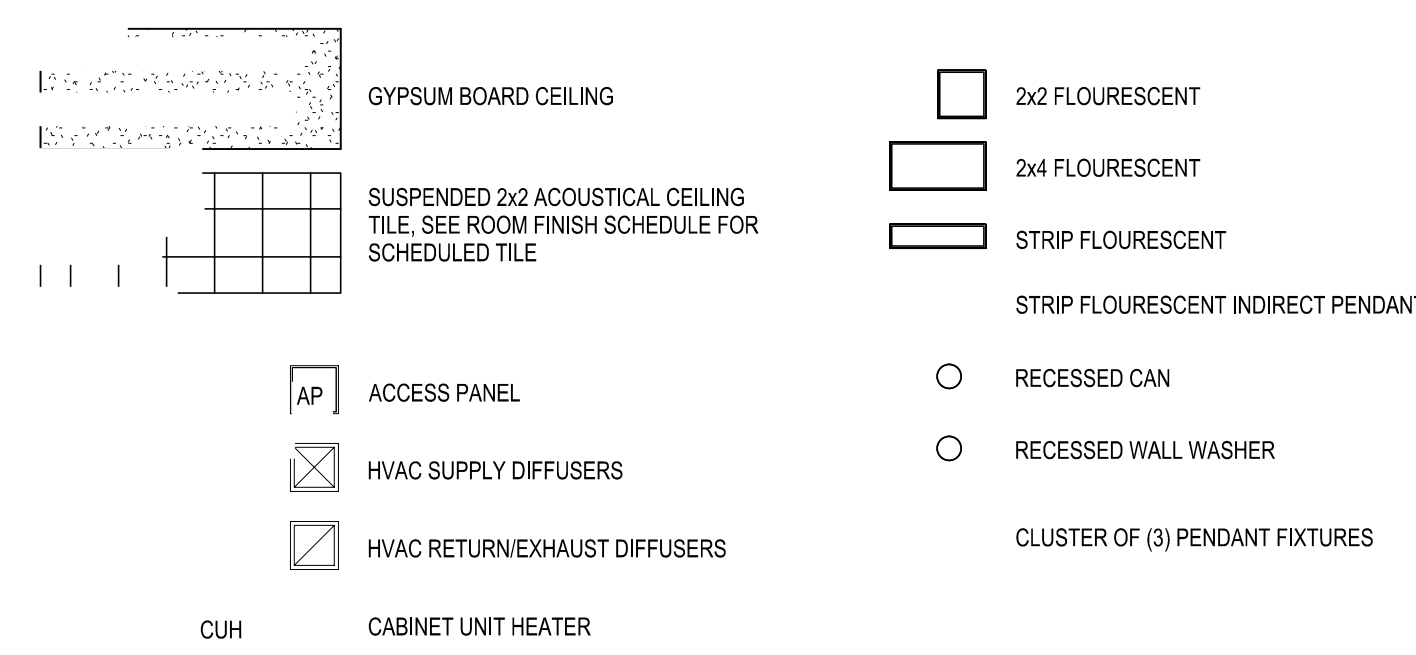 GYPSUM BOARD CEILING
SUSPENDED 2x2 ACOUSTICAL CEILING
TILE, SEE ROOM FINISH SCHEDULE FOR
SCHEDULED TILE
AP
ACCESS PANEL
HVAC SUPPLY DIFFUSERS
HVAC RETURN/EXHAUST DIFFUSERS
CUH
CABINET UNIT HEATER
2x2 FLOURESCENT
2x4 FLOURESCENT
STRIP FLOURESCENT
STRIP FLOURESCENT INDIRECT PENDANT
RECESSED CAN
RECESSED WALL WASHER
CLUSTER OF (3) PENDANT FIXTURES